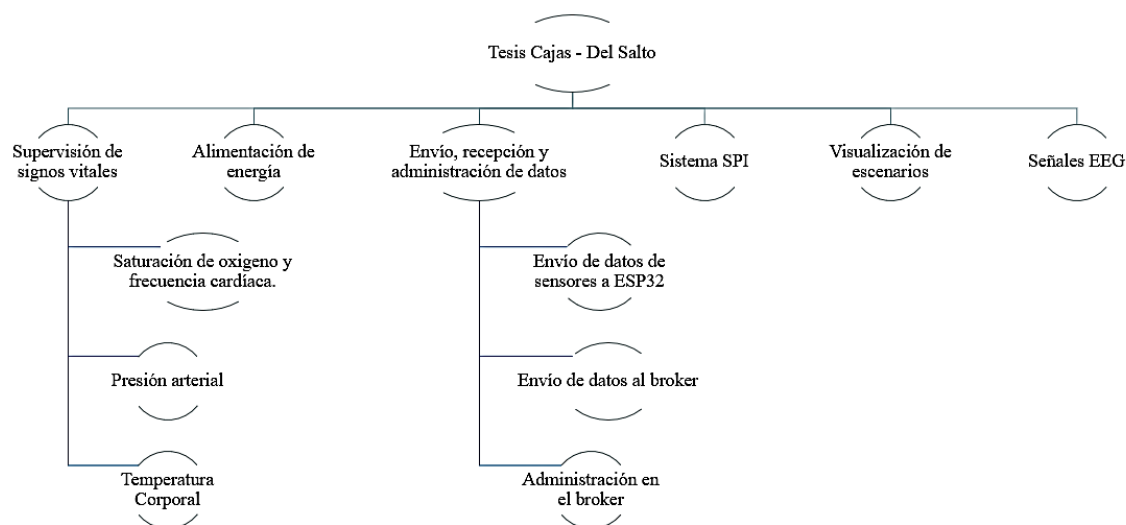 Tesis Cajas - Del Salto
Supervisión de
signos vitales
Alimentación de
energía
Envío, recepción y
administración de datos
Sistema SPI
Visualización de
escenarios
Señales EEG
Saturación de oxigeno y
frecuencia cardíaca.
Presión arterial
Temperatura
Corporal
Envío de datos de
sensores a ESP32
Envío de datos al broker
Administración en
el broker